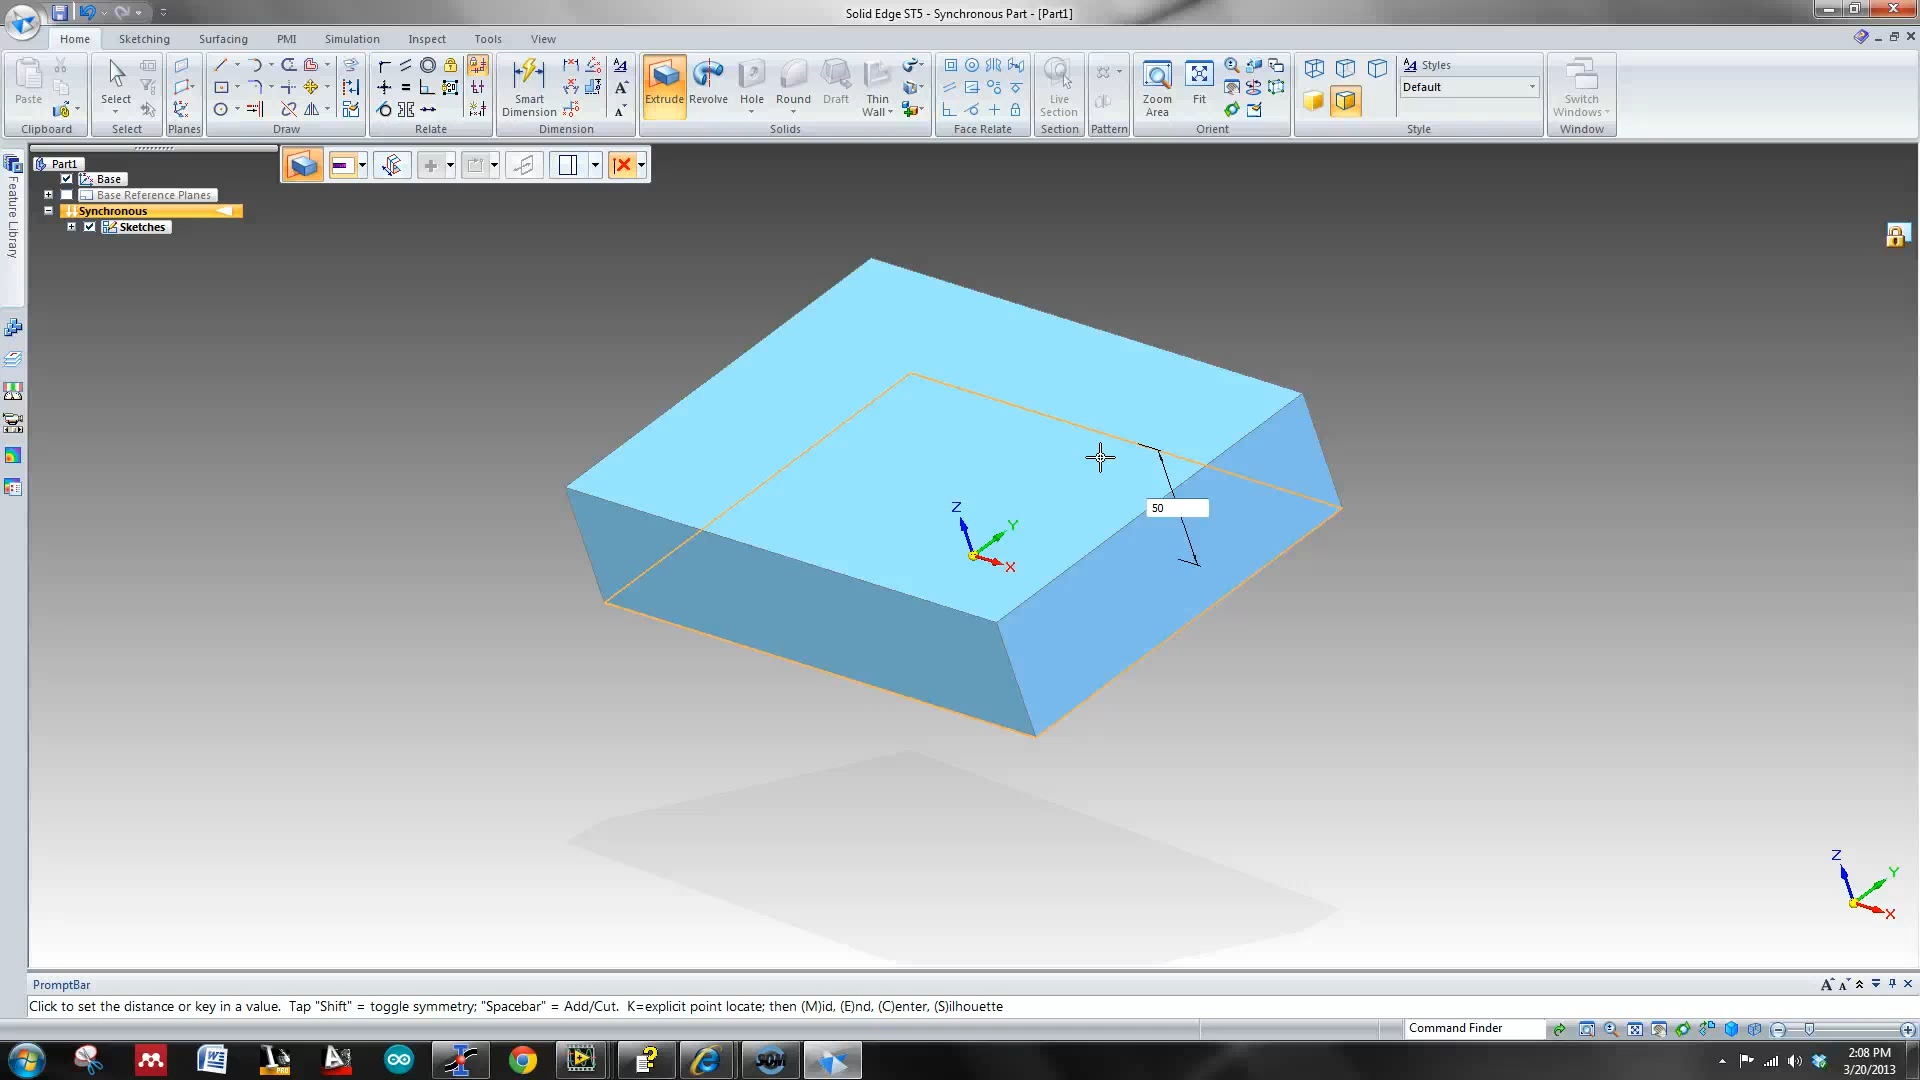 Solid Edge ST5 - Synchronous Part - [Part1]
Home Sketching Surfacing PMI Simulation Inspect Tools View
Paste Select Smart Dimension Extrude Revolve Hole Round Draft Thin Wall Live Section Zoom Area Fit Styles Default Switch Windows
Clipboard Select Planes Draw Relate Dimension Solids Face Relate Section Pattern Orient Style Window
Part1
Base
Base Reference Planes
Synchronous
Sketches
Feature Library
Z
Y
50
X
Z
Y
X
PromptBar
Click to set the distance or key in a value. Tap "Shift" = toggle symmetry; "Spacebar" = Add/Cut. K=explicit point locate; then (M)id, (E)nd, (C)enter, (S)ilhouette
Command Finder
2:08 PM
3/20/2013